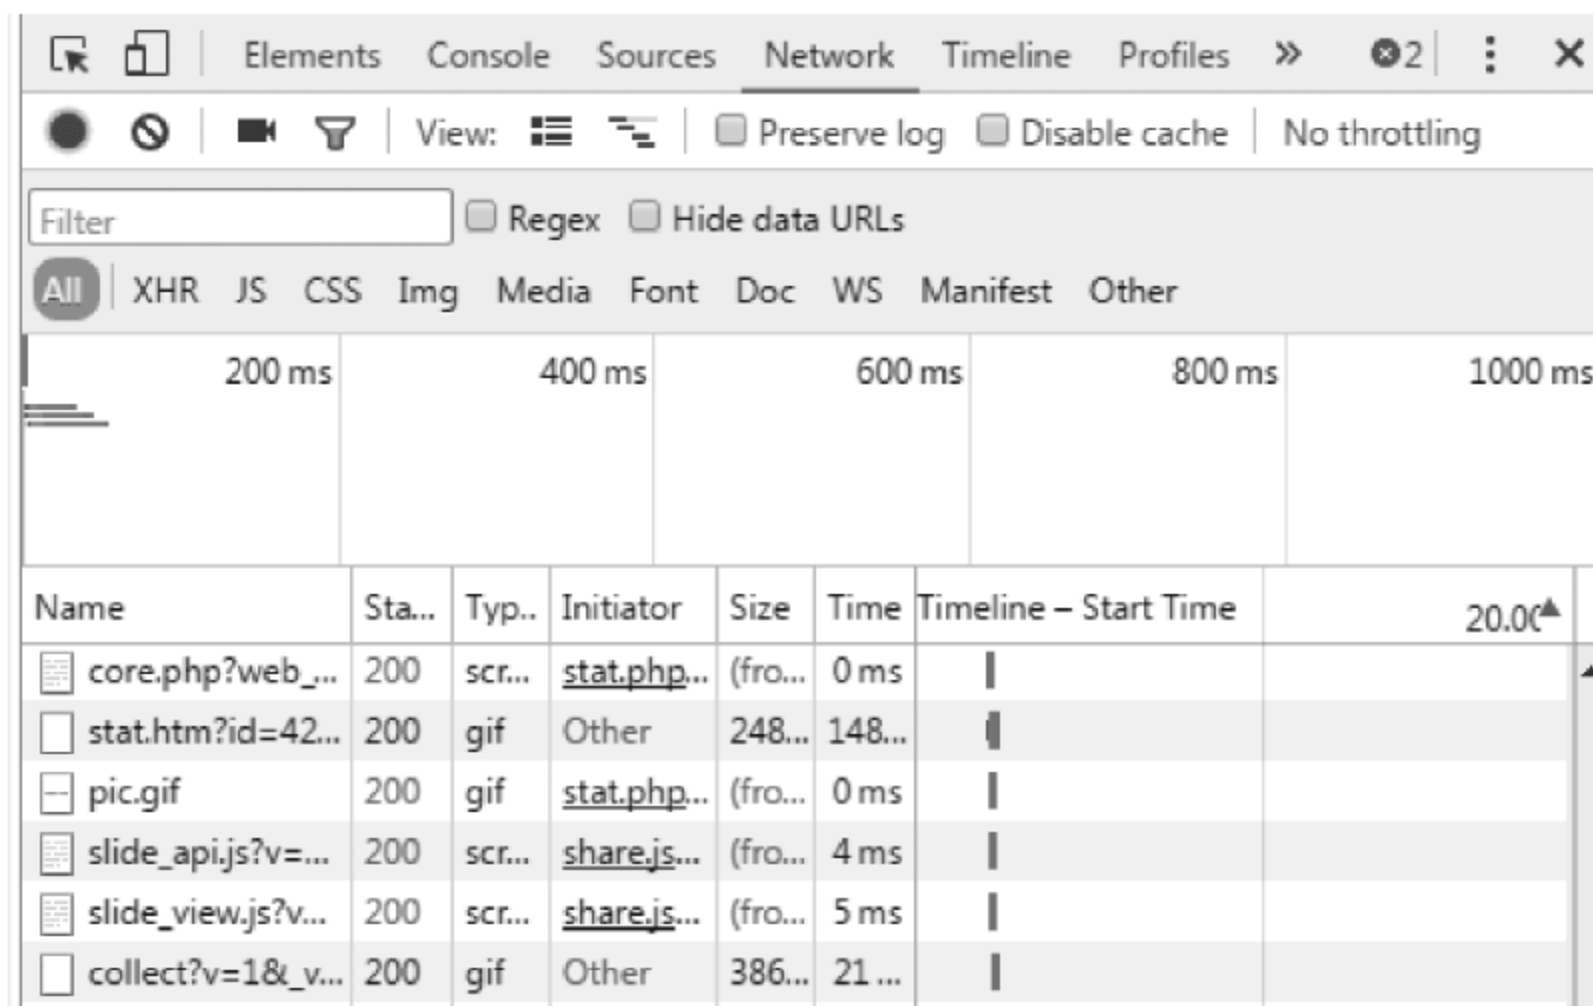 Elements Console Sources Network Timeline Profiles » 2
View: Preserve log Disable cache No throttling
Filter Regex Hide data URLs
All XHR JS CSS Img Media Font Doc WS Manifest Other
200 ms 400 ms 600 ms 800 ms 1000 ms
Name Sta... Typ.. Initiator Size Time Timeline – Start Time 20.0
core.php?web_... 200 scr... stat.php... (fro... 0 ms
stat.htm?id=42... 200 gif Other 248... 148...
pic.gif 200 gif stat.php... (fro... 0 ms
slide_api.js?v=... 200 scr... share.js... (fro... 4 ms
slide_view.js?v... 200 scr... share.js... (fro... 5 ms
collect?v=1&_v... 200 gif Other 386... 21 ...